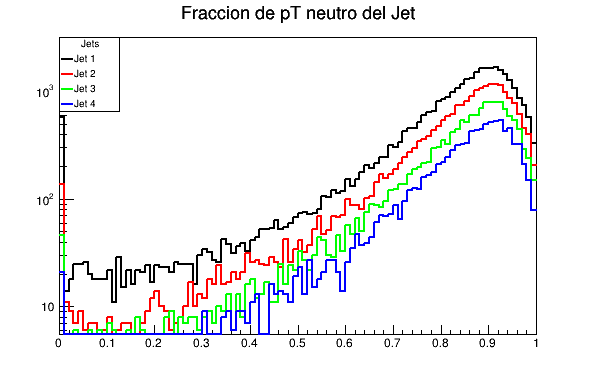 Fraccion de pT neutro del Jet
Jets
Jet 1
Jet 2
Jet 3
Jet 4
10³
10²
10
0 0.1 0.2 0.3 0.4 0.5 0.6 0.7 0.8 0.9 1